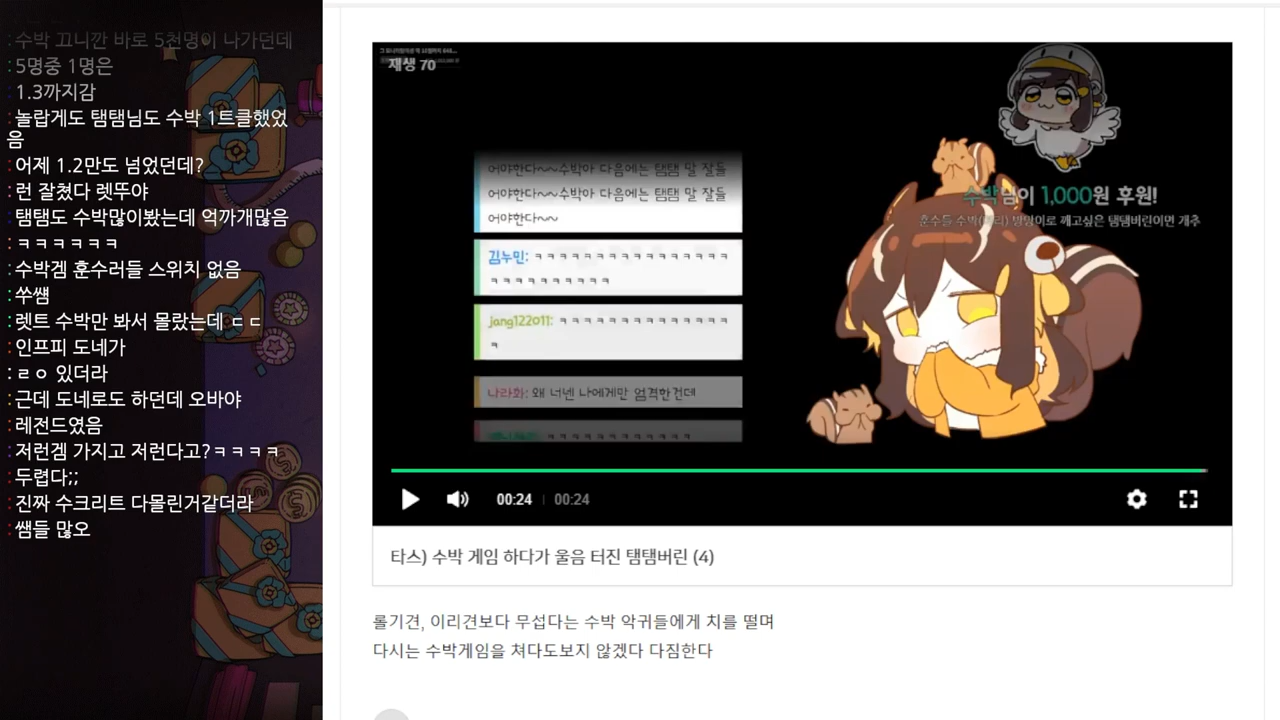 : 수박 끄니깐 바로 5천명이 나가던데
: 5명중 1명은
: 1.3까지감
: 놀랍게도 탬탬님도 수박 1트클했었
음
: 어제 1.2만도 넘었던데?
: 런 잘쳤다 렛뚜야
: 탬탬도 수박많이봤는데 억까개많음
: ㅋㅋㅋㅋㅋㅋ
: 수박겜 훈수러들 스위치 없음
: 쑤쌤
: 렛트 수박만 봐서 몰랐는데 ㄷㄷ
: 인프피 도네가
: ㄹㅇ 있더라
: 근데 도네로도 하던데 오바야
: 레전드였음
: 저런겜 가지고 저런다고?ㅋㅋㅋㅋ
: 두렵다;;
: 진짜 수크리트 다몰린거같더라
: 쌤들 많오
재생 70
어야한다~~수박아 다음에는 탬탬 말 잘들
어야한다~~수박아 다음에는 탬탬 말 잘들
어야한다~~
김누민: ㅋㅋㅋㅋㅋㅋㅋㅋㅋㅋㅋㅋㅋㅋㅋㅋ
ㅋㅋㅋㅋㅋㅋㅋㅋㅋㅋ
jang122011: ㅋㅋㅋㅋㅋㅋㅋㅋㅋㅋㅋㅋㅋㅋ
ㅋ
나라화: 왜 너넨 나에게만 엄격한건데
ㅋㅋㅋㅋㅋㅋㅋㅋㅋㅋㅋㅋ
수박님이 1,000원 후원!
훈수들 수박(머리) 방망이로 깨고싶은 탬탬버린이면 개추
00:24 | 00:24
타스) 수박 게임 하다가 울음 터진 탬탬버린 (4)
롤기견, 이리견보다 무섭다는 수박 악귀들에게 치를 떨며
다시는 수박게임을 쳐다도보지 않겠다 다짐한다